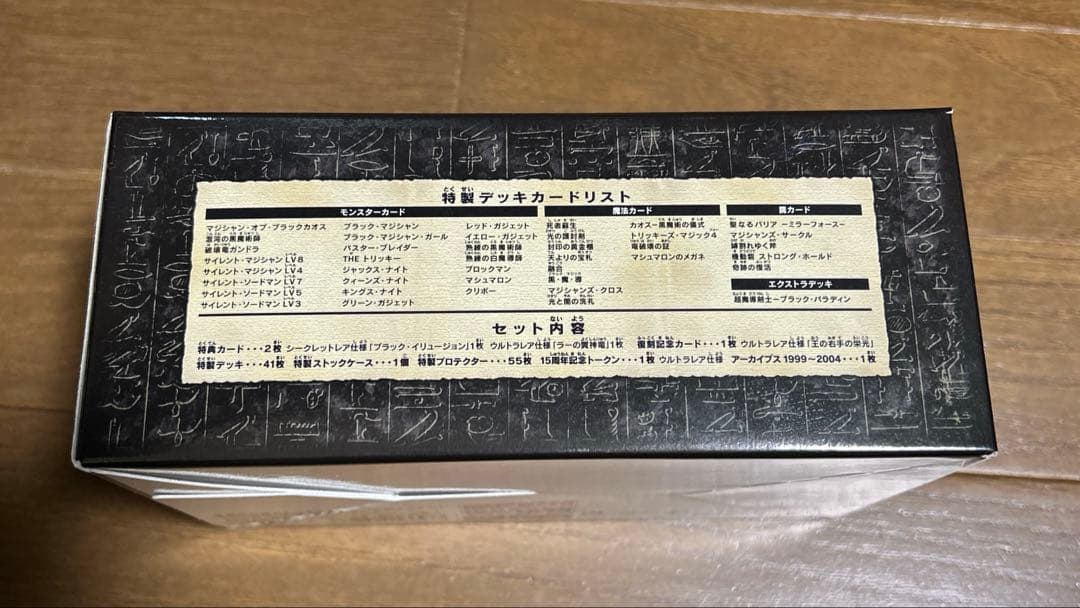 特製デッキカードリスト
モンスターカード
マジシャン・オブ・ブラックカオス
混沌の黒魔術師
破壊竜ガンドラ
サイレント・マジシャン LV8
サイレント・マジシャン LV4
サイレント・ソードマン LV7
サイレント・ソードマン LV5
サイレント・ソードマン LV3
ブラック・マジシャン
ブラック・マジシャン・ガール
バスター・ブレイダー
THE トリッキー
ジャックス・ナイト
クィーンズ・ナイト
キングス・ナイト
グリーン・ガジェット
レッド・ガジェット
イエロー・ガジェット
熟練の黒魔術師
熟練の白魔導師
ブロックマン
マシュマロン
クリボー
魔法カード
死者蘇生
光の護封剣
封印の黄金櫃
天よりの宝札
融合
黒・魔・導
マジシャンズ・クロス
光と闇の洗礼
カオスー黒魔術の儀式
トリッキーズ・マジック4
竜破壊の証
マシュマロンのメガネ
罠カード
聖なるバリア ーミラーフォースー
マジシャンズ・サークル
鎖割れゆく斧
機動砦 ストロング・ホールド
奇跡の復活
エクストラデッキ
超魔導剣士ーブラック・パラディン
セット内容
特典カード・・・2枚 シークレットレア仕様「ブラック・イリュージョン」1枚 ウルトラレア仕様「ラーの翼神竜」1枚 復刻記念カード・・・1枚 ウルトラレア仕様「王の右手の栄光」
特製デッキ・・・41枚 特製ストックケース・・・1個 特製プロテクター・・・55枚 15周年記念トークン・・・1枚 ウルトラレア仕様 アーカイブス1999～2004・・・1枚